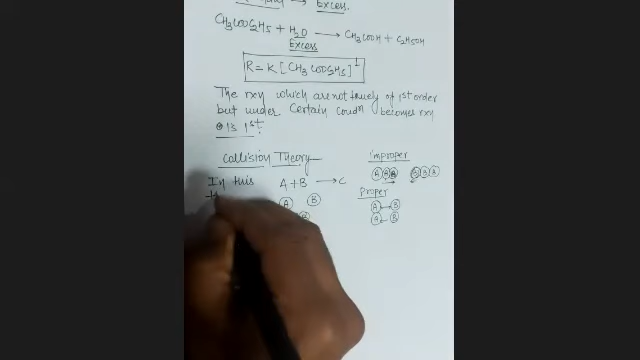 Excess.
CH3COOC2H5 + H2O → CH3COOH + C2H5OH
Excess
R = K [CH3COOC2H5]^1
The rxn which are not truely of 1st order
but under. Certain condn becomes rxn
is 1st.
Collision Theory
In this
A + B → C
A B
Improper
A A A B B B
Proper
A → B
A ← B